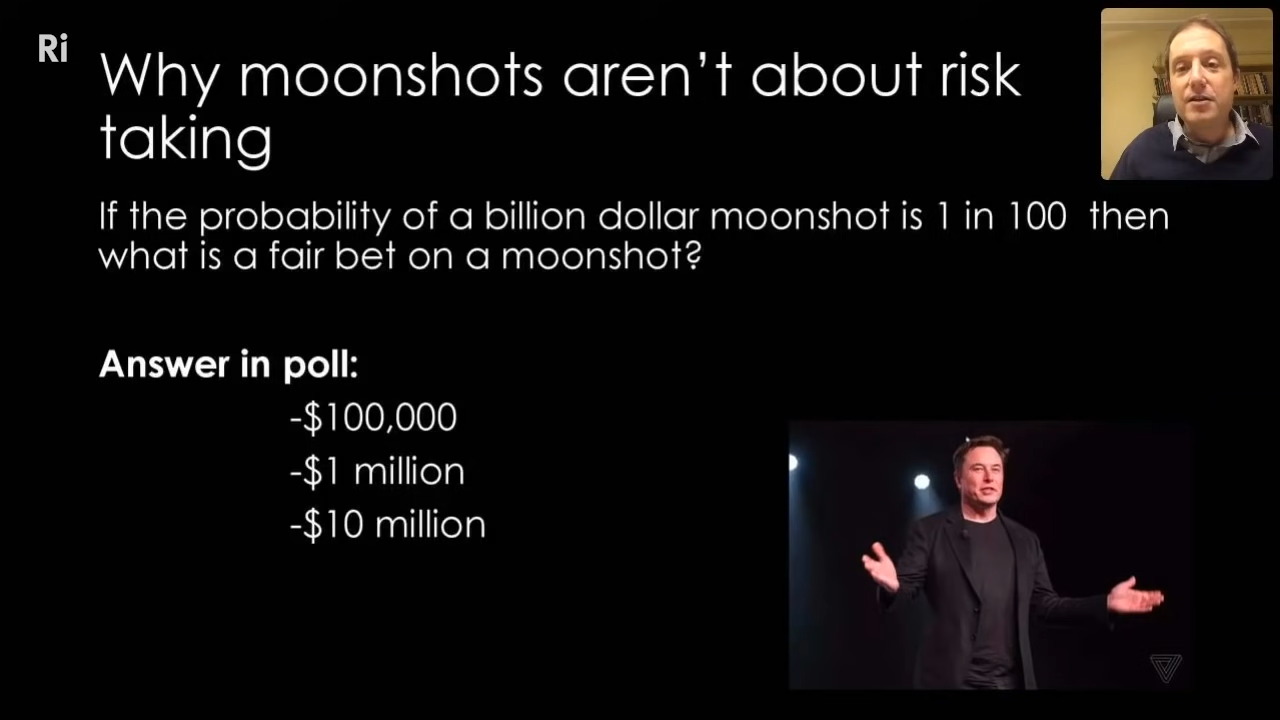 Ri
Why moonshots aren’t about risk
taking
If the probability of a billion dollar moonshot is 1 in 100 then
what is a fair bet on a moonshot?
Answer in poll:
-$100,000
-$1 million
-$10 million